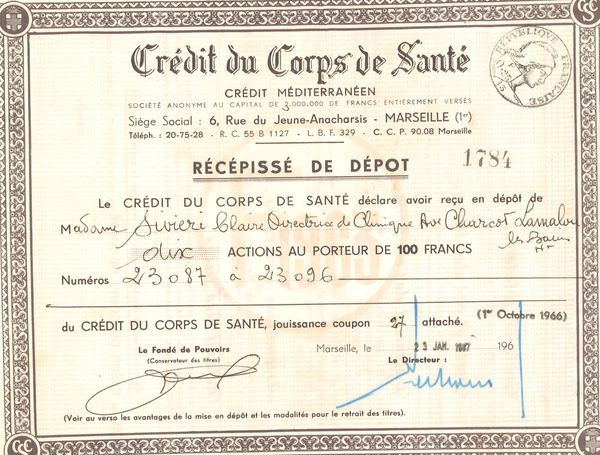 Crédit du Corps de Santé
RÉPUBLIQUE FRANÇAISE
CRÉDIT MÉDITERRANÉEN
SOCIÉTÉ ANONYME AU CAPITAL DE 3.000.000 DE FRANCS ENTIÈREMENT VERSÉS
Siège Social : 6, Rue du Jeune-Anacharsis - MARSEILLE (1er)
Téléph. : 20-75-28 - R. C. 55 B 1127 - L. B. F. 329 - C. C. P. 90.08 Marseille
RÉCÉPISSÉ DE DÉPOT
1784
Le CRÉDIT DU CORPS DE SANTÉ déclare avoir reçu en dépôt de
Madame Sivieri Claire Directrice de Clinique Ave Charcot Lamalou
les Bains
dix ACTIONS AU PORTEUR DE 100 FRANCS
Numéros 23087 à 23096
du CRÉDIT DU CORPS DE SANTÉ, jouissance coupon 27 attaché. (1er Octobre 1966)
Le Fondé de Pouvoirs
(Conservateur des titres)
Marseille, le 23 JAN. 1967 196
Le Directeur :
(Voir au verso les avantages de la mise en dépôt et les modalités pour le retrait des titres).